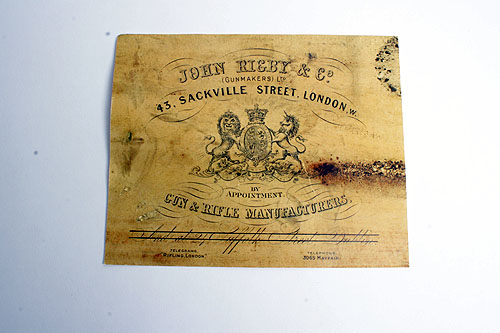 JOHN RIGBY & Co.
(GUNMAKERS) LTD
43, SACKVILLE STREET, LONDON, W.
BY
APPOINTMENT
GUN & RIFLE MANUFACTURERS.
TELEGRAMS, TELEPHONE,
"RIFLING, LONDON" 3065 MAYFAIR.